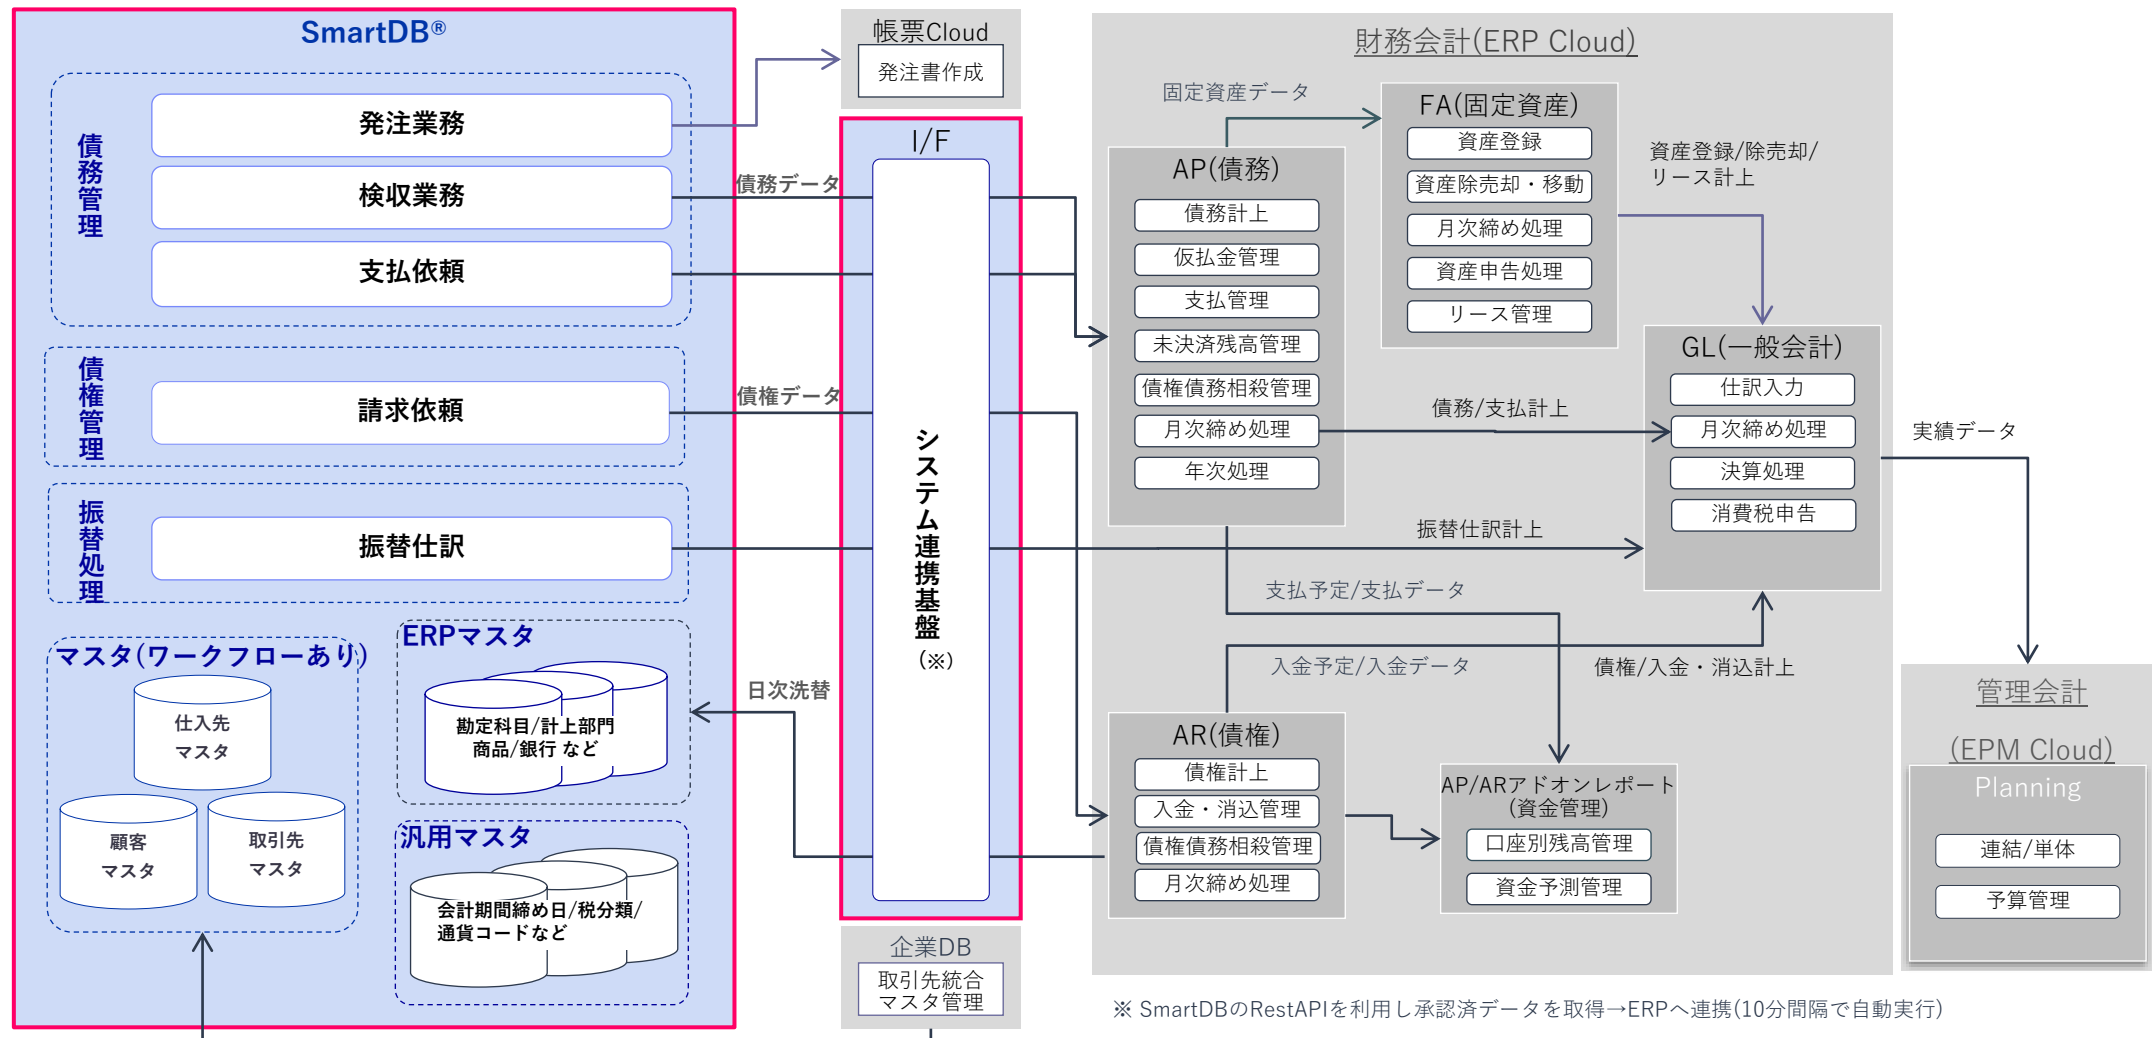 SmartDB®
債務管理
発注業務
検収業務
支払依頼
債権管理
請求依頼
振替処理
振替仕訳
マスタ(ワークフローあり)
仕入先
マスタ
顧客
マスタ
取引先
マスタ
ERPマスタ
勘定科目/計上部門
商品/銀行 など
汎用マスタ
会計期間締め日/税分類/
通貨コードなど
債務データ
債権データ
日次洗替
帳票Cloud
発注書作成
I/F
システム連携基盤
(※)
企業DB
取引先統合
マスタ管理
財務会計(ERP Cloud)
固定資産データ
AP(債務)
債務計上
仮払金管理
支払管理
未決済残高管理
債権債務相殺管理
月次締め処理
年次処理
FA(固定資産)
資産登録
資産除売却・移動
月次締め処理
資産申告処理
リース管理
資産登録/除売却/
リース計上
GL(一般会計)
仕訳入力
月次締め処理
決算処理
消費税申告
債務/支払計上
振替仕訳計上
支払予定/支払データ
入金予定/入金データ
債権/入金・消込計上
AR(債権)
債権計上
入金・消込管理
債権債務相殺管理
月次締め処理
AP/ARアドオンレポート
(資金管理)
口座別残高管理
資金予測管理
実績データ
管理会計
(EPM Cloud)
Planning
連結/単体
予算管理
※ SmartDBのRestAPIを利用し承認済データを取得→ERPへ連携(10分間隔で自動実行)